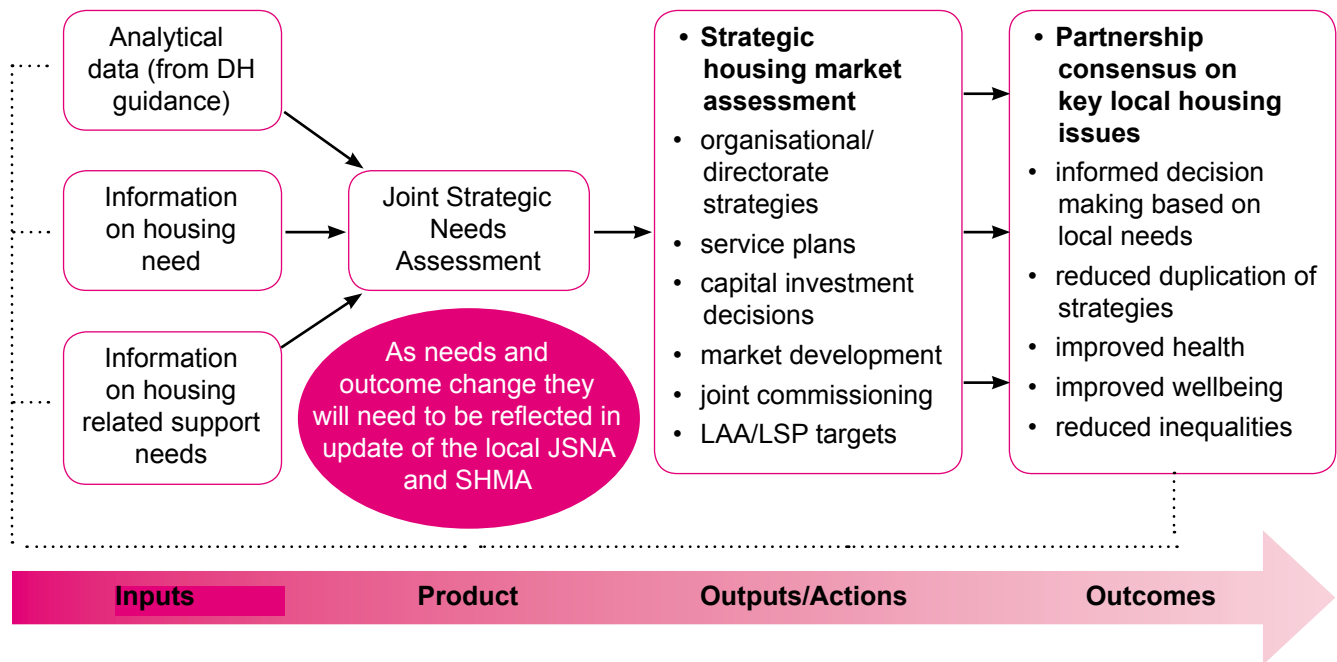 Analytical
data (from DH
guidance)
Information
on housing
need
Information
on housing
related support
needs
Joint Strategic
Needs
Assessment
As needs and
outcome change they
will need to be reflected in
update of the local JSNA
and SHMA
• Strategic
housing market
assessment
• organisational/
directorate
strategies
• service plans
• capital investment
decisions
• market development
• joint commissioning
• LAA/LSP targets
• Partnership
consensus on
key local housing
issues
• informed decision
making based on
local needs
• reduced duplication of
strategies
• improved health
• improved wellbeing
• reduced inequalities
Inputs
Product
Outputs/Actions
Outcomes